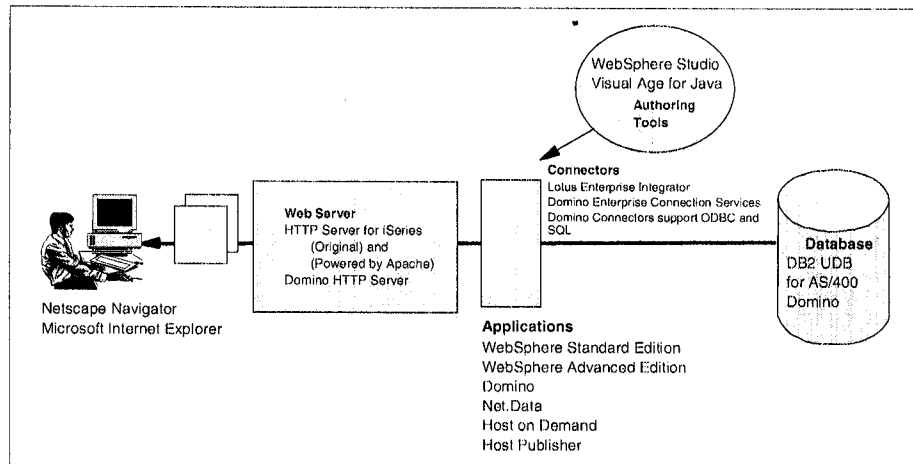 WebSphere Studio
Visual Age for Java
Authoring
Tools
Connectors
Lotus Enterprise Integrator
Domino Enterprise Connection Services
Domino Connectors support ODBC and
SQL
Web Server
HTTP Server for iSeries
(Original) and
(Powered by Apache)
Domino HTTP Server
Database
DB2 UDB
for AS/400
Domino
Netscape Navigator
Microsoft Internet Explorer
Applications
WebSphere Standard Edition
WebSphere Advanced Edition
Domino
Net.Data
Host on Demand
Host Publisher